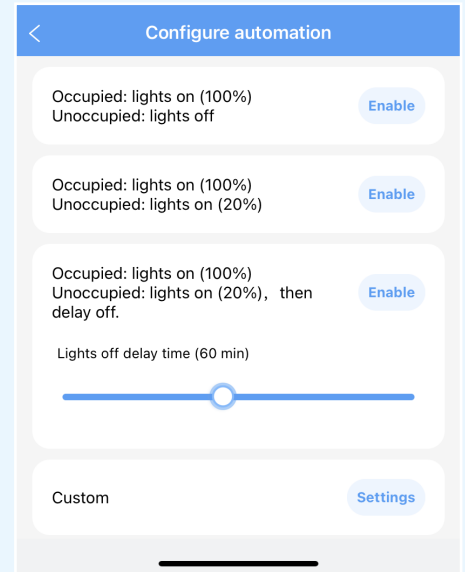 Configure automation
Occupied: lights on (100%)
Unoccupied: lights off
Enable
Occupied: lights on (100%)
Unoccupied: lights on (20%)
Enable
Occupied: lights on (100%)
Unoccupied: lights on (20%)，then
delay off.
Enable
Lights off delay time (60 min)
Custom
Settings